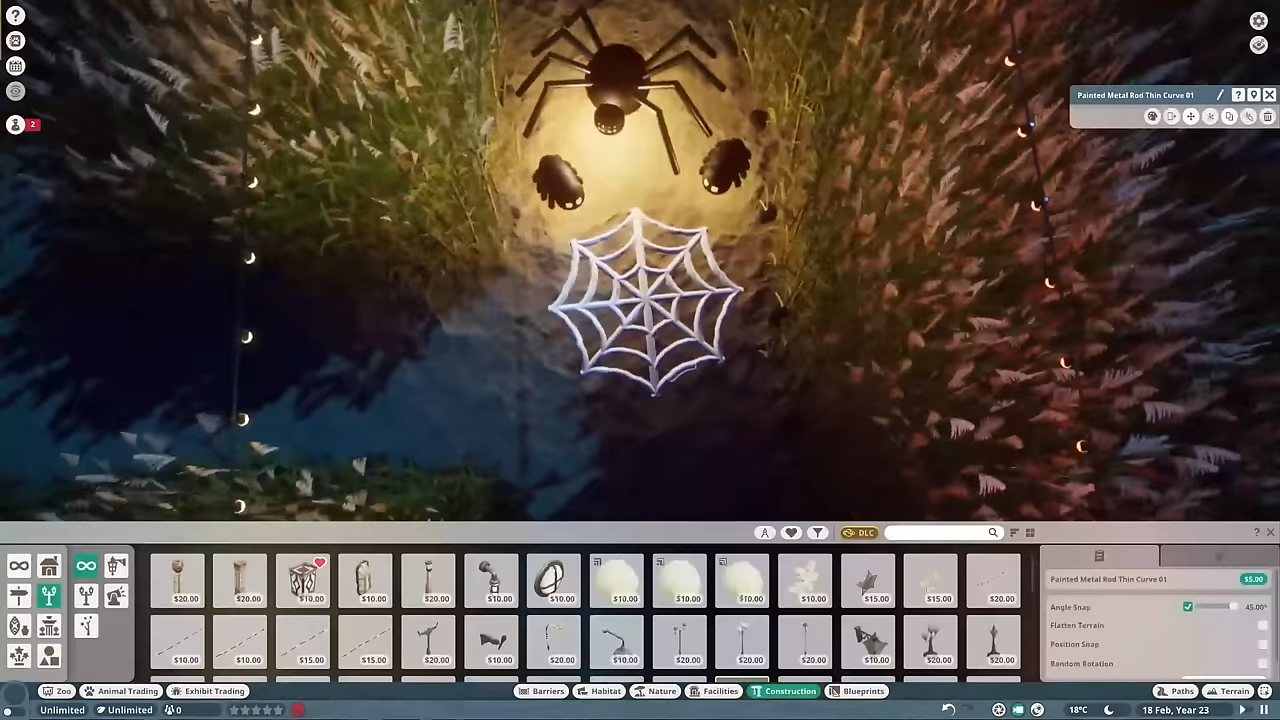 ?
2
Painted Metal Rod Thin Curve 01
?
A
DLC
?
$20.00 $20.00 $10.00 $10.00 $20.00 $10.00 $10.00 $10.00 $10.00 $10.00 $10.00 $15.00 $15.00 $20.00
$10.00 $10.00 $15.00 $15.00 $20.00 $10.00 $20.00 $10.00 $20.00 $20.00 $20.00 $10.00 $20.00 $20.00
Painted Metal Rod Thin Curve 01 $5.00
Angle Snap 45.00°
Flatten Terrain
Position Snap
Random Rotation
Zoo Animal Trading Exhibit Trading Barriers Habitat Nature Facilities Construction Blueprints Paths Terrain
Unlimited Unlimited 0 18°C 18 Feb, Year 23